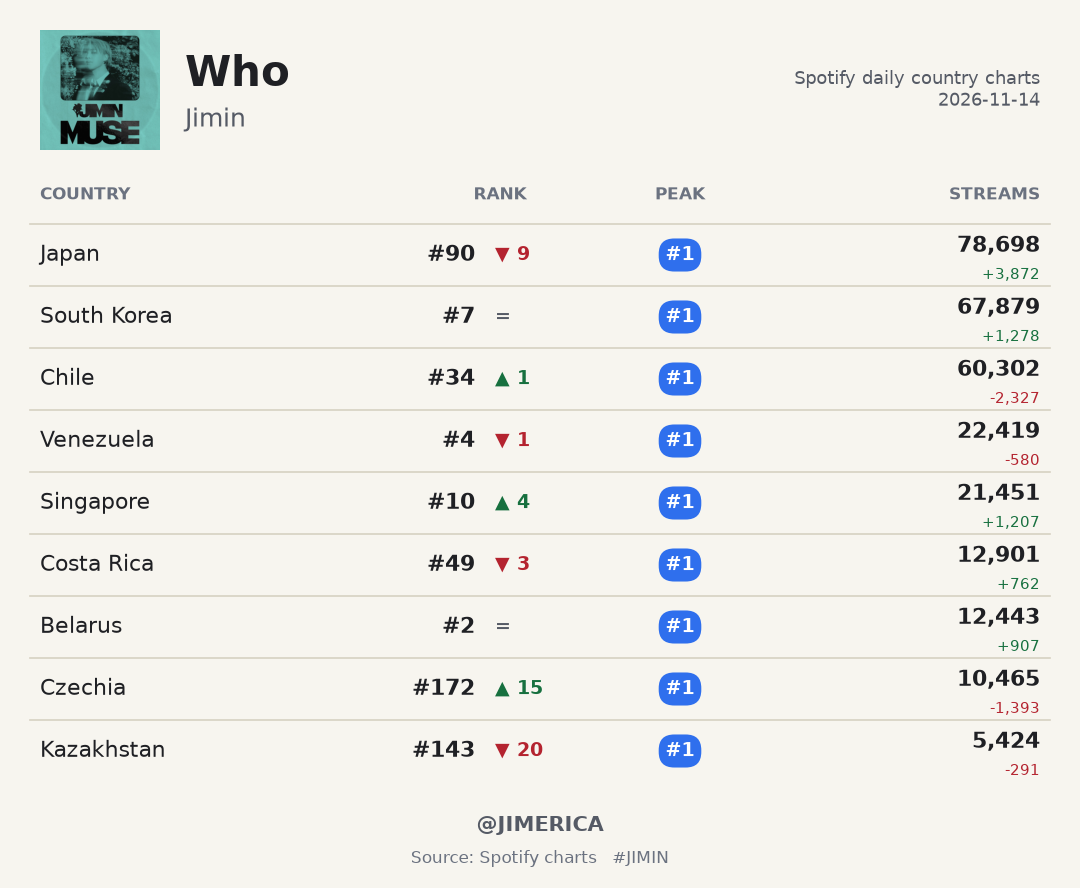 JIMIN
MUSE
Who
Jimin
Spotify daily country charts
2026-11-14
COUNTRY RANK PEAK STREAMS
Japan #90 ▼ 9 #1 78,698
+3,872
South Korea #7 = #1 67,879
+1,278
Chile #34 ▲ 1 #1 60,302
-2,327
Venezuela #4 ▼ 1 #1 22,419
-580
Singapore #10 ▲ 4 #1 21,451
+1,207
Costa Rica #49 ▼ 3 #1 12,901
+762
Belarus #2 = #1 12,443
+907
Czechia #172 ▲ 15 #1 10,465
-1,393
Kazakhstan #143 ▼ 20 #1 5,424
-291
@JIMERICA
Source: Spotify charts #JIMIN